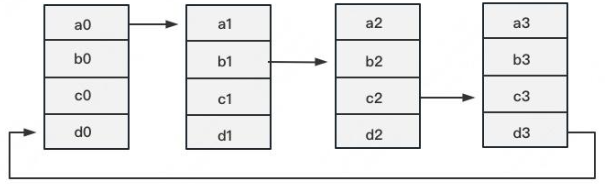 a0 a1 a2 a3
b0 b1 b2 b3
c0 c1 c2 c3
d0 d1 d2 d3